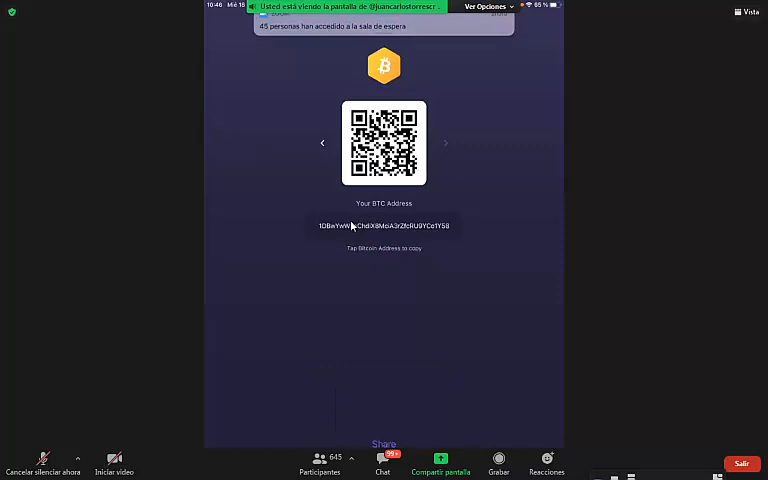 10:46 Mié 18
Usted está viendo la pantalla de @juancarlostorrescr...
Ver Opciones
65 %
Vista
45 personas han accedido a la sala de espera
Your BTC Address
Tap Bitcoin Address to copy
Share
Cancelar silenciar ahora
Iniciar video
645
Participantes
99+
Chat
Compartir pantalla
Grabar
Reacciones
Salir